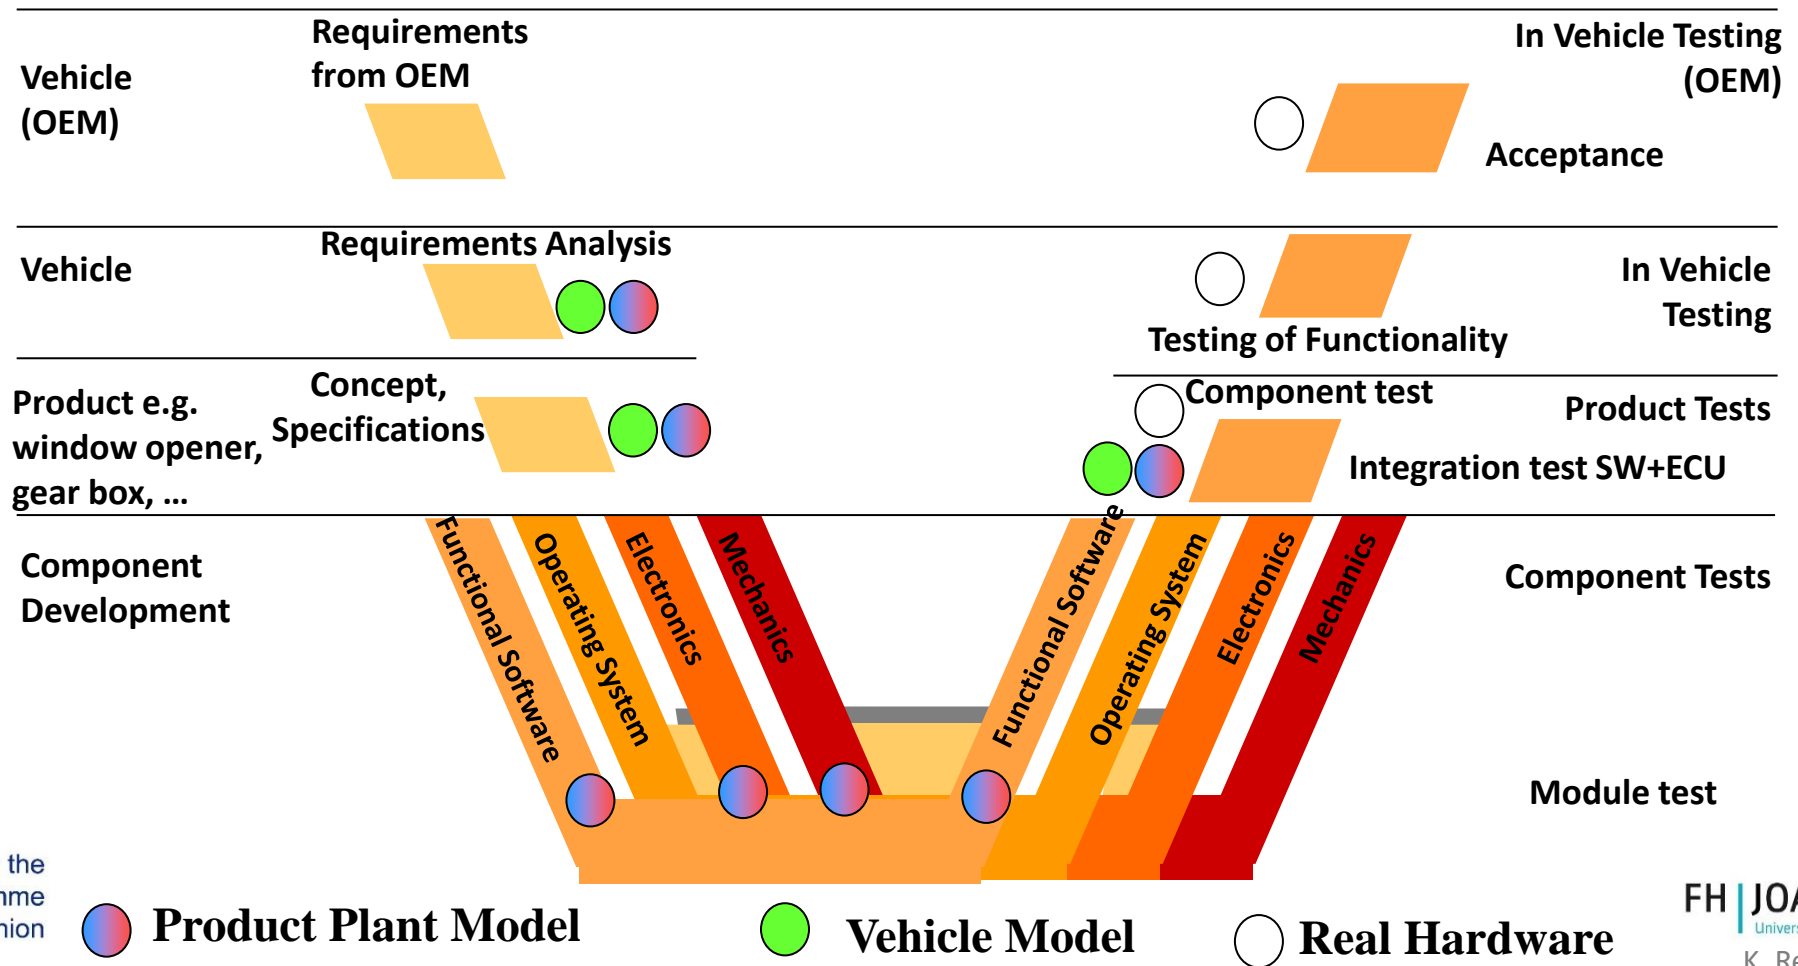 Requirements
from OEM
Vehicle
(OEM)
In Vehicle Testing
(OEM)
Acceptance
Requirements Analysis
Vehicle
In Vehicle
Testing
Testing of Functionality
Concept,
Specifications
Product e.g.
window opener,
gear box, ...
Component test
Product Tests
Integration test SW+ECU
Component
Development
Functional Software
Operating System
Electronics
Mechanics
Functional Software
Operating System
Electronics
Mechanics
Component Tests
Module test
the
Product Plant Model
Vehicle Model
Real Hardware
FH